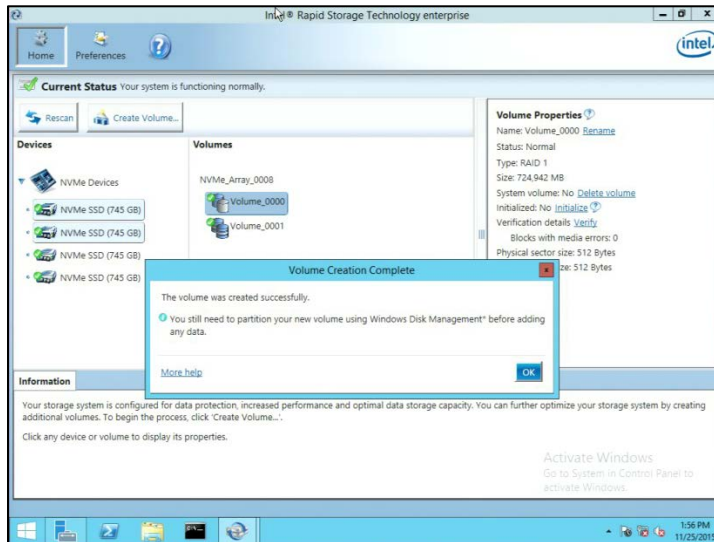 Intel® Rapid Storage Technology enterprise
Home
Preferences
intel
Current Status Your system is functioning normally.
Rescan
Create Volume...
Devices
Volumes
NVMe Devices
NVMe SSD (745 GB)
NVMe SSD (745 GB)
NVMe SSD (745 GB)
NVMe SSD (745 GB)
NVMe_Array_0008
Volume_0000
Volume_0001
Volume Properties
Name: Volume_0000 Rename
Status: Normal
Type: RAID 1
Size: 724,942 MB
System volume: No Delete volume
Initialized: No Initialize
Verification details Verify
Blocks with media errors: 0
Physical sector size: 512 Bytes
ze: 512 Bytes
Volume Creation Complete
The volume was created successfully.
You still need to partition your new volume using Windows Disk Management* before adding
any data.
More help
OK
Information
Your storage system is configured for data protection, increased performance and optimal data storage capacity. You can further optimize your storage system by creating
additional volumes. To begin the process, click 'Create Volume...'.
Click any device or volume to display its properties.
Activate Windows
Go to System in Control Panel to
activate Windows.
1:56 PM
11/25/2015